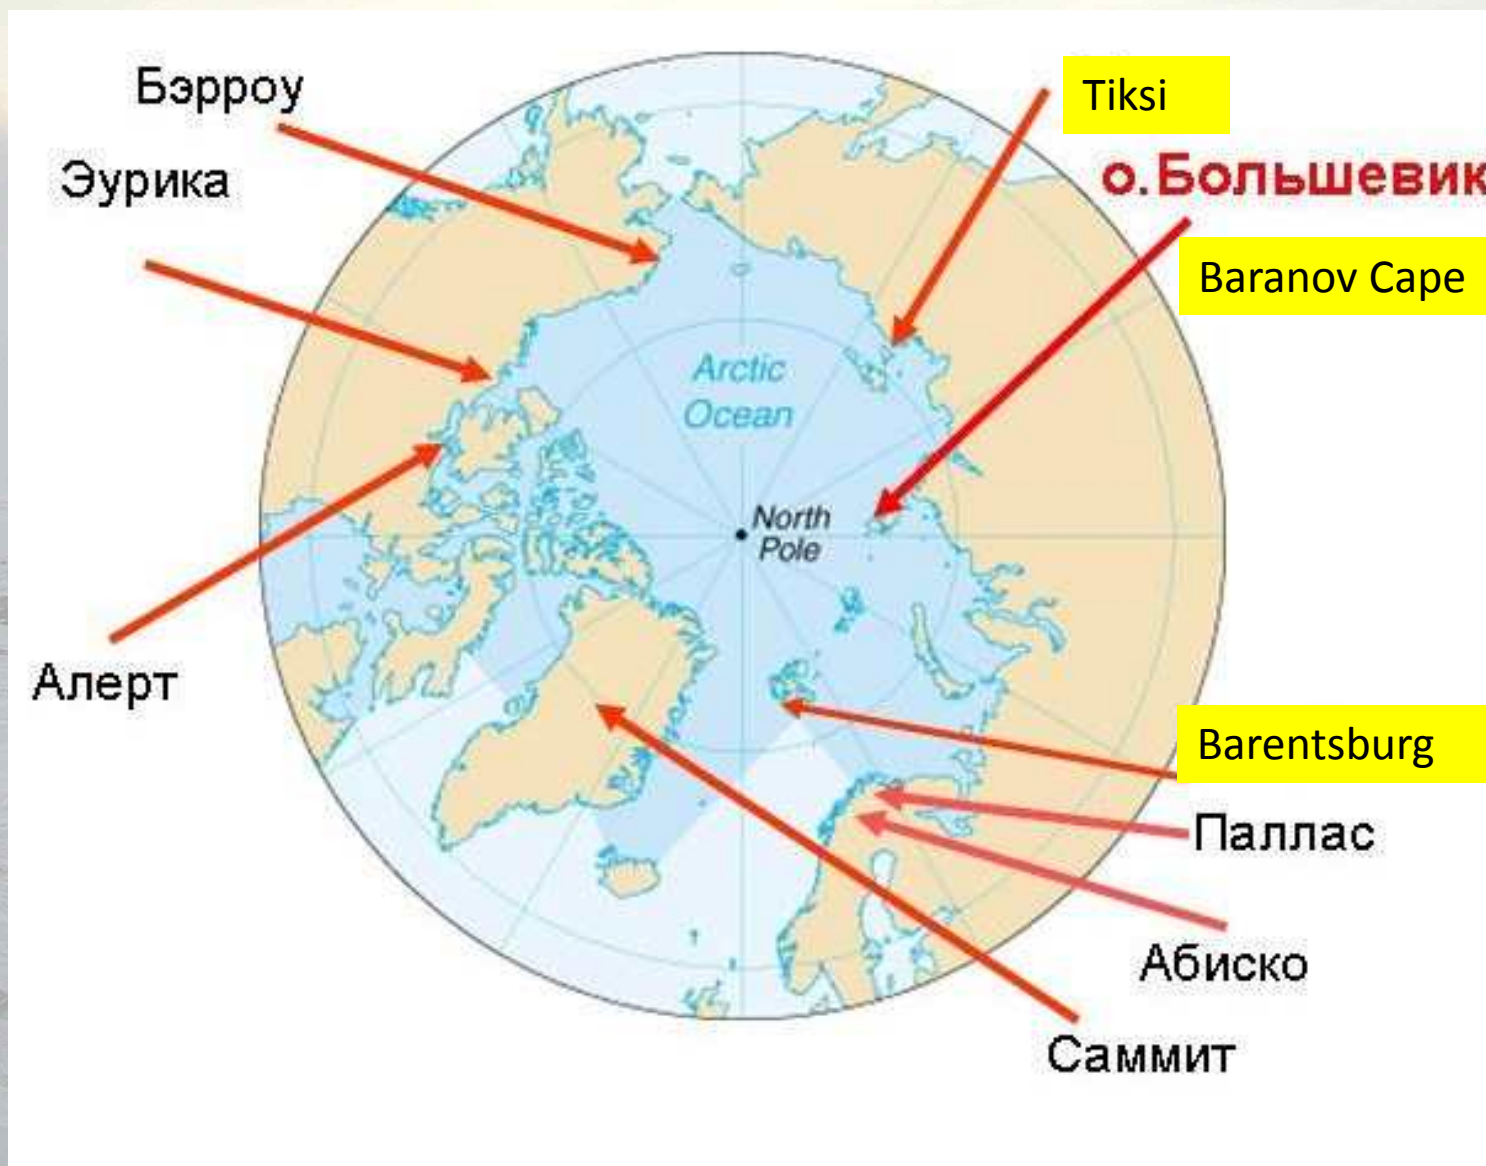 Бэрроу
Tiksi
Эурика
о.Большевик
Baranov Cape
Arctic
Ocean
North
Pole
Алерт
Barentsburg
Паллас
Абиско
Саммит